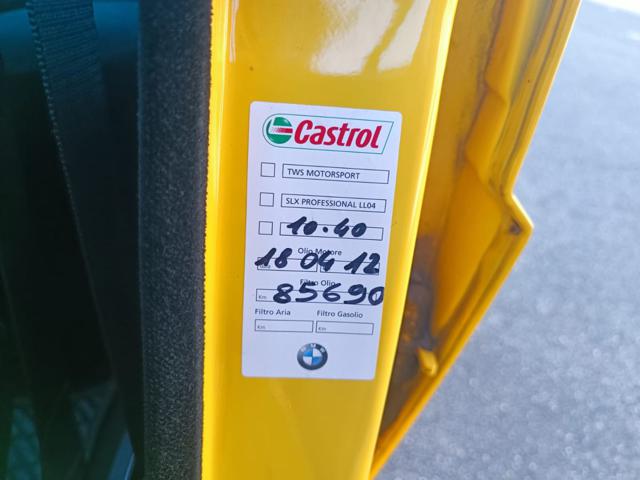 Castrol
TWS MOTORSPORT
SLX PROFESSIONAL LL04
10.40
Olio Motore
18 04 12
Filtro Olio
Km 85690
Filtro Aria Filtro Gasolio
Km Km
BMW